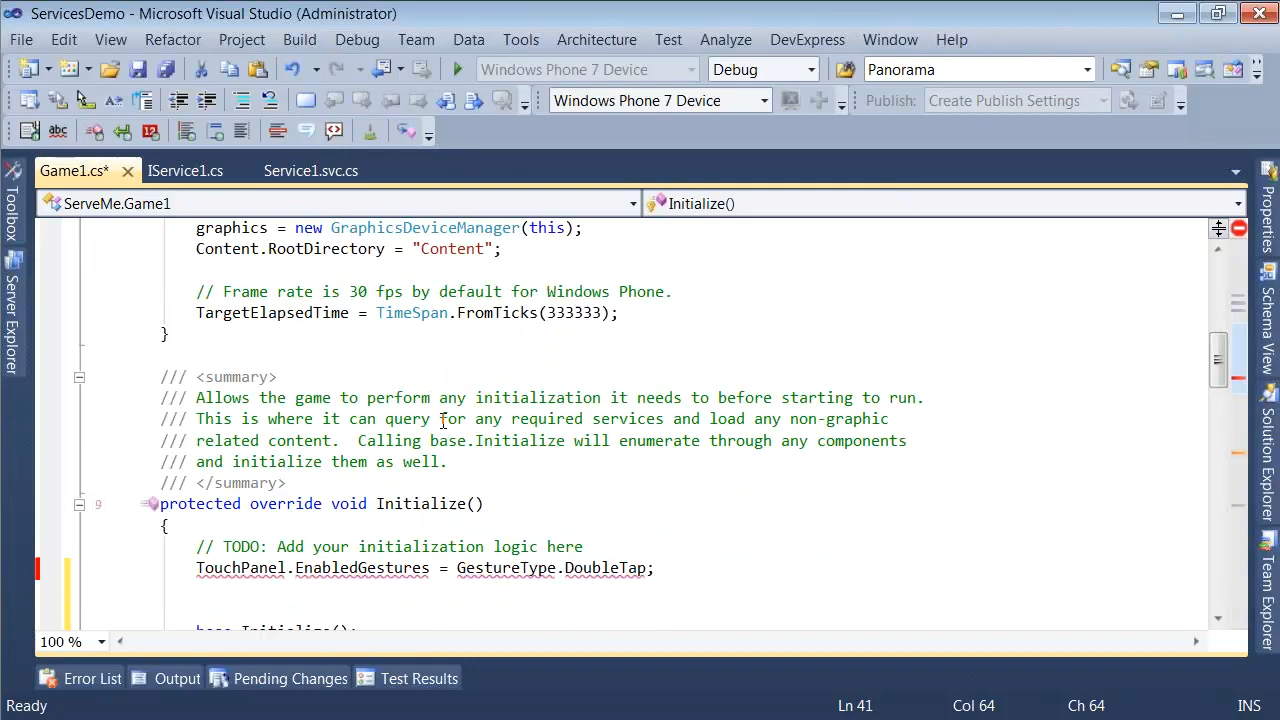 ServicesDemo - Microsoft Visual Studio (Administrator)
File Edit View Refactor Project Build Debug Team Data Tools Architecture Test Analyze DevExpress Window Help
Windows Phone 7 Device Debug Panorama
Windows Phone 7 Device Publish: Create Publish Settings
abc 12
Game1.cs* IService1.cs Service1.svc.cs
ServeMe.Game1 Initialize()
graphics = new GraphicsDeviceManager(this);
Content.RootDirectory = "Content";
// Frame rate is 30 fps by default for Windows Phone.
TargetElapsedTime = TimeSpan.FromTicks(333333);
}
/// <summary>
/// Allows the game to perform any initialization it needs to before starting to run.
/// This is where it can query for any required services and load any non-graphic
/// related content.  Calling base.Initialize will enumerate through any components
/// and initialize them as well.
/// </summary>
9 protected override void Initialize()
{
// TODO: Add your initialization logic here
TouchPanel.EnabledGestures = GestureType.DoubleTap;
base.Initialize();
100 %
Toolbox
Server Explorer
Properties
Schema View
Solution Explorer
Team Explorer
Error List Output Pending Changes Test Results
Ready Ln 41 Col 64 Ch 64 INS